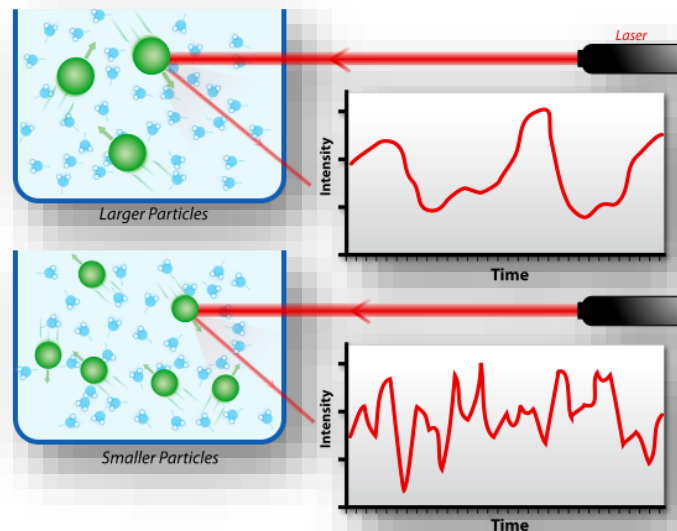 Laser
Intensity
Time
Larger Particles
Intensity
Time
Smaller Particles